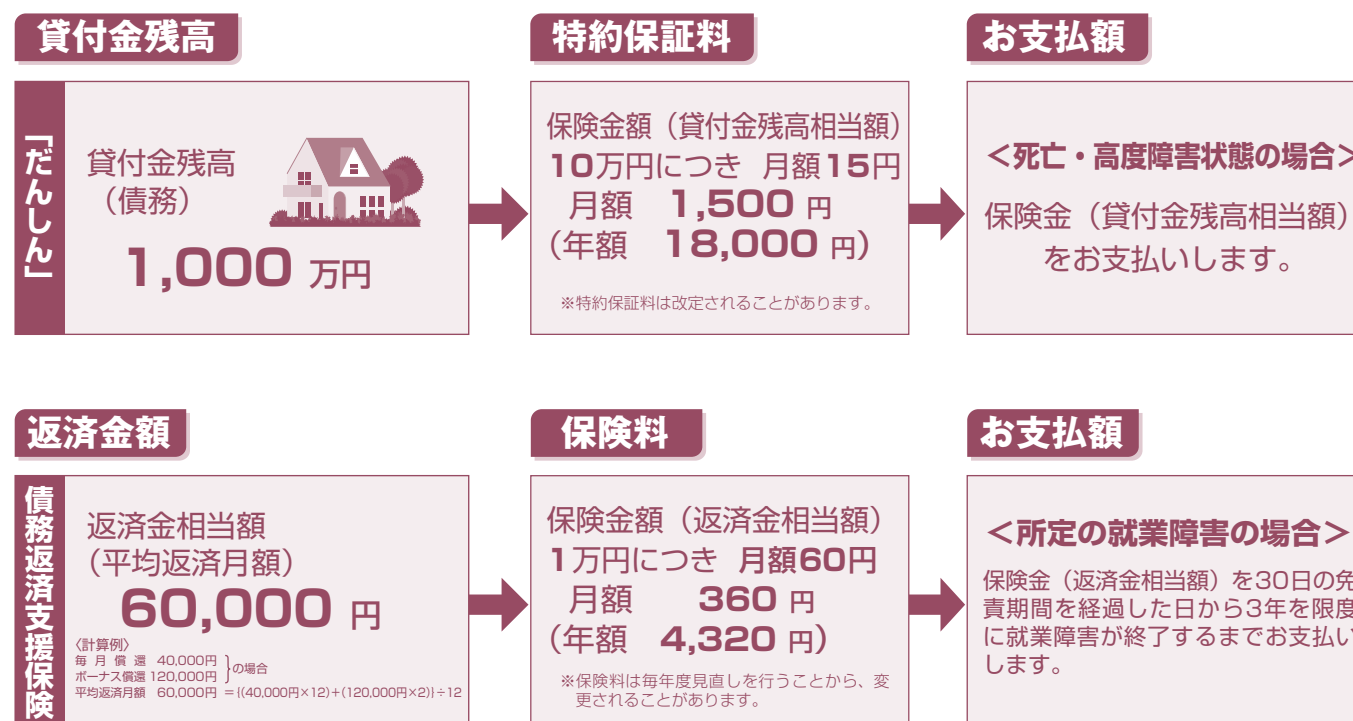 貸付金残高
特約保証料
お支払額
「だんしん」
貸付金残高
（債務）
1,000 万円
保険金額（貸付金残高相当額）
10万円につき 月額15円
月額 1,500 円
（年額 18,000 円）
※特約保証料は改定されることがあります。
＜死亡・高度障害状態の場合＞
保険金（貸付金残高相当額）
をお支払いします。
返済金額
保険料
お支払額
債務返済支援保険
返済金相当額
（平均返済月額）
60,000 円
〈計算例〉
毎月償還 40,000円
ボーナス償還 120,000円
}の場合
平均返済月額 60,000円 ={(40,000円×12)+(120,000円×2)}÷12
保険金額（返済金相当額）
1万円につき 月額60円
月額 360 円
（年額 4,320 円）
※保険料は毎年度見直しを行うことから、変
更されることがあります。
＜所定の就業障害の場合＞
保険金（返済金相当額）を30日の免
責期間を経過した日から3年を限度
に就業障害が終了するまでお支払い
します。